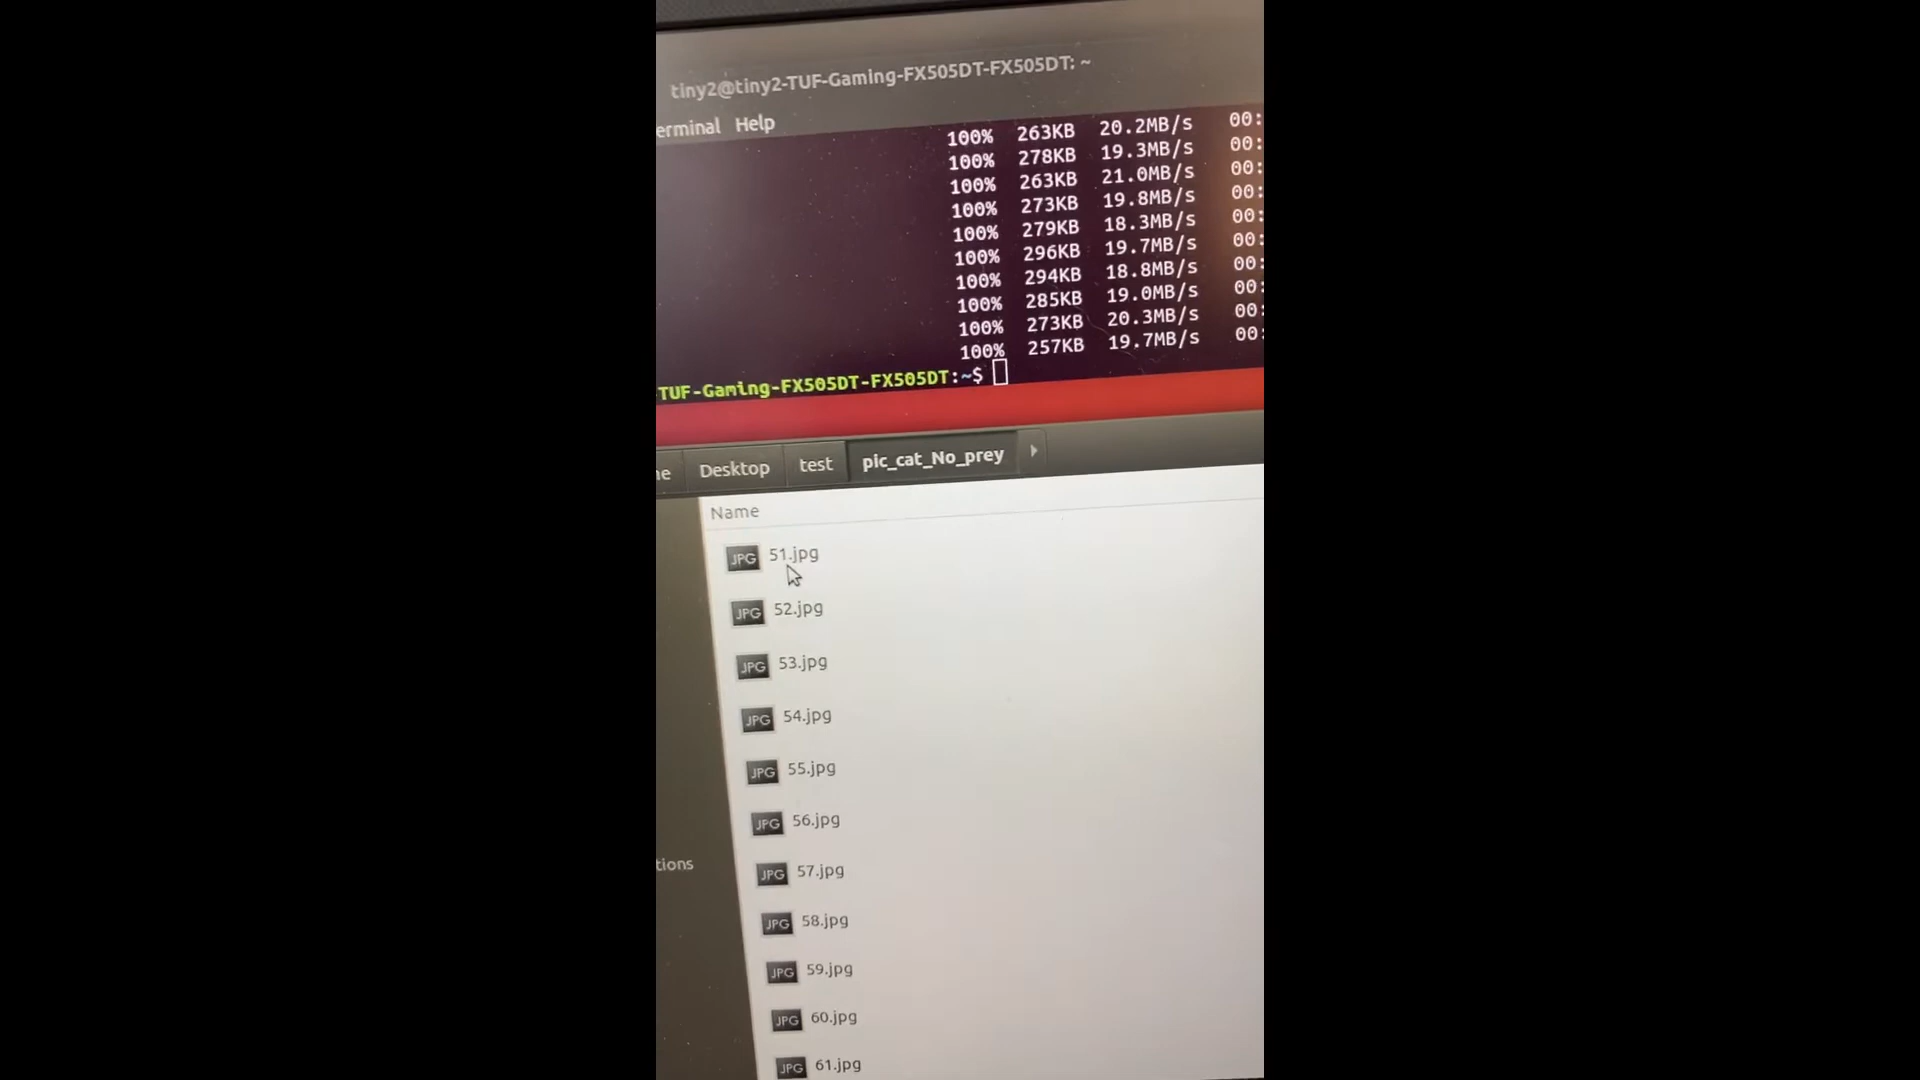 tiny2@tiny2-TUF-Gaming-FX505DT-FX505DT: ~
erminal Help
100% 263KB 20.2MB/s 00:
100% 278KB 19.3MB/s 00:
100% 263KB 21.0MB/s 00:
100% 273KB 19.8MB/s 00:
100% 279KB 18.3MB/s 00:
100% 296KB 19.7MB/s 00:
100% 294KB 18.8MB/s 00:
100% 285KB 19.0MB/s 00:
100% 273KB 20.3MB/s 00:
100% 257KB 19.7MB/s 00:
TUF-Gaming-FX505DT-FX505DT:~$
me Desktop test pic_cat_No_prey
Name
JPG 51.jpg
JPG 52.jpg
JPG 53.jpg
JPG 54.jpg
JPG 55.jpg
JPG 56.jpg
tions
JPG 57.jpg
JPG 58.jpg
JPG 59.jpg
JPG 60.jpg
JPG 61.jpg